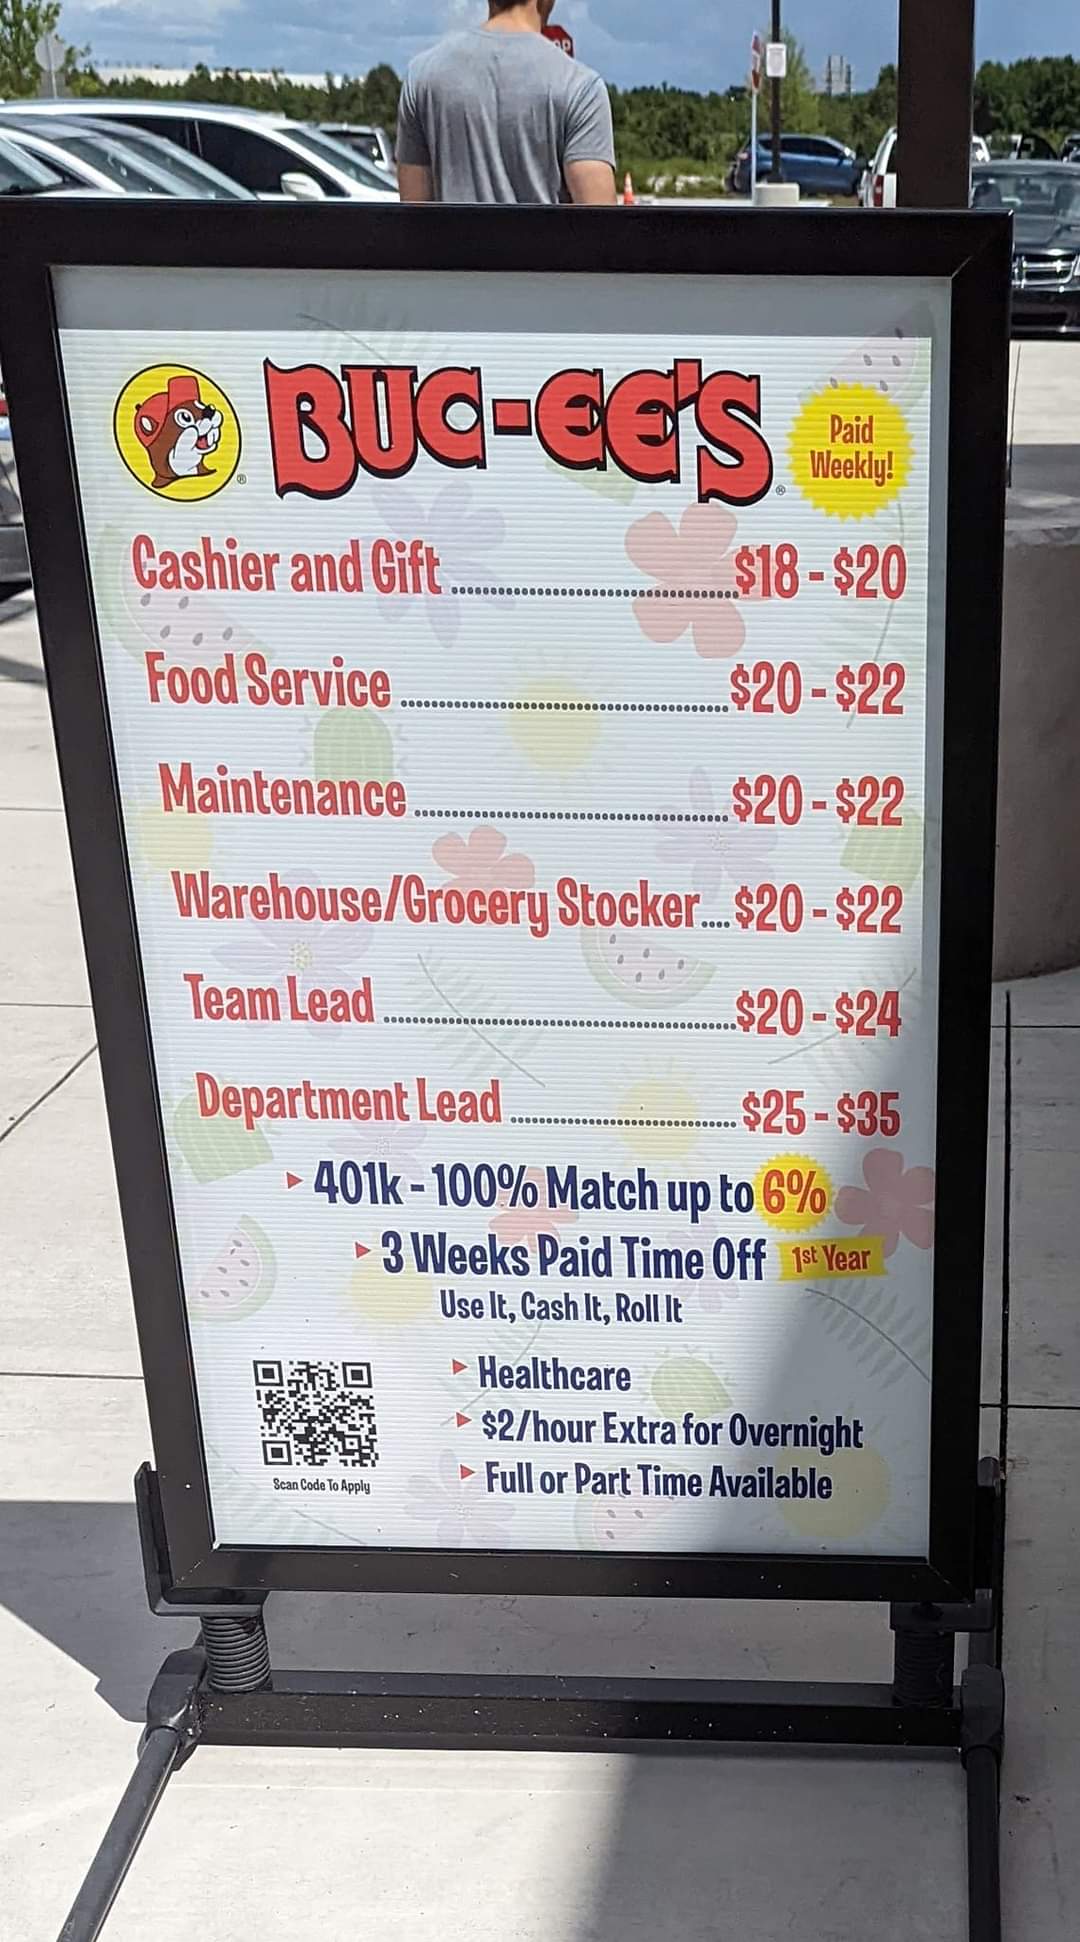 BUC-EE'S
Paid
Weekly!
Cashier and Gift $18 - $20
Food Service $20 - $22
Maintenance $20 - $22
Warehouse/Grocery Stocker $20 - $22
Team Lead $20 - $24
Department Lead $25 - $35
401k - 100% Match up to 6%
3 Weeks Paid Time Off 1st Year
Use It, Cash It, Roll It
Healthcare
$2/hour Extra for Overnight
Full or Part Time Available
Scan Code To Apply